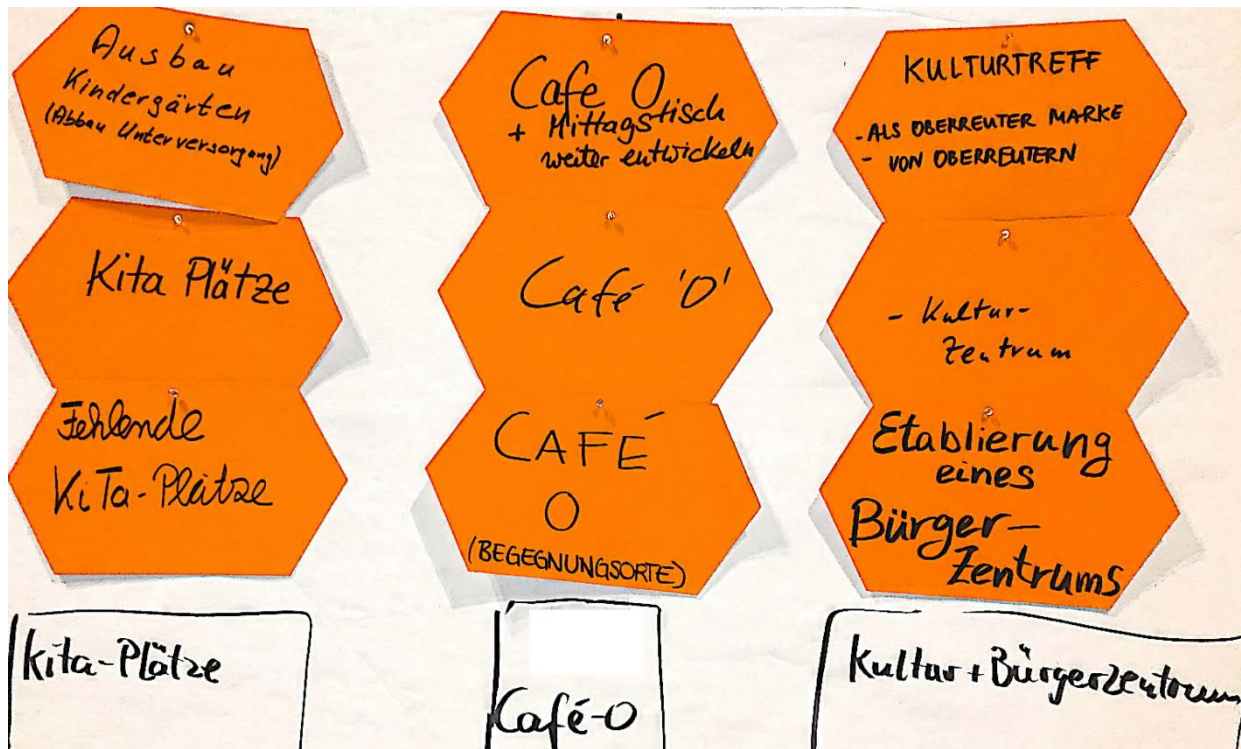 Ausbau
Kindergärten
(Abbau Unterversorgung)
Kita Plätze
Fehlende
KiTa-Plätze
Kita-Plätze
Cafe O
+ Mittagstisch
weiter entwickeln
Café 'O'
CAFÉ
O
(BEGEGNUNGSORTE)
Café-O
KULTURTREFF
- ALS OBERREUTER MARKE
- VON OBERREUTERN
- Kultur-
Zentrum
Etablierung
eines
Bürger-
Zentrums
Kultur + Bürgerzentrum